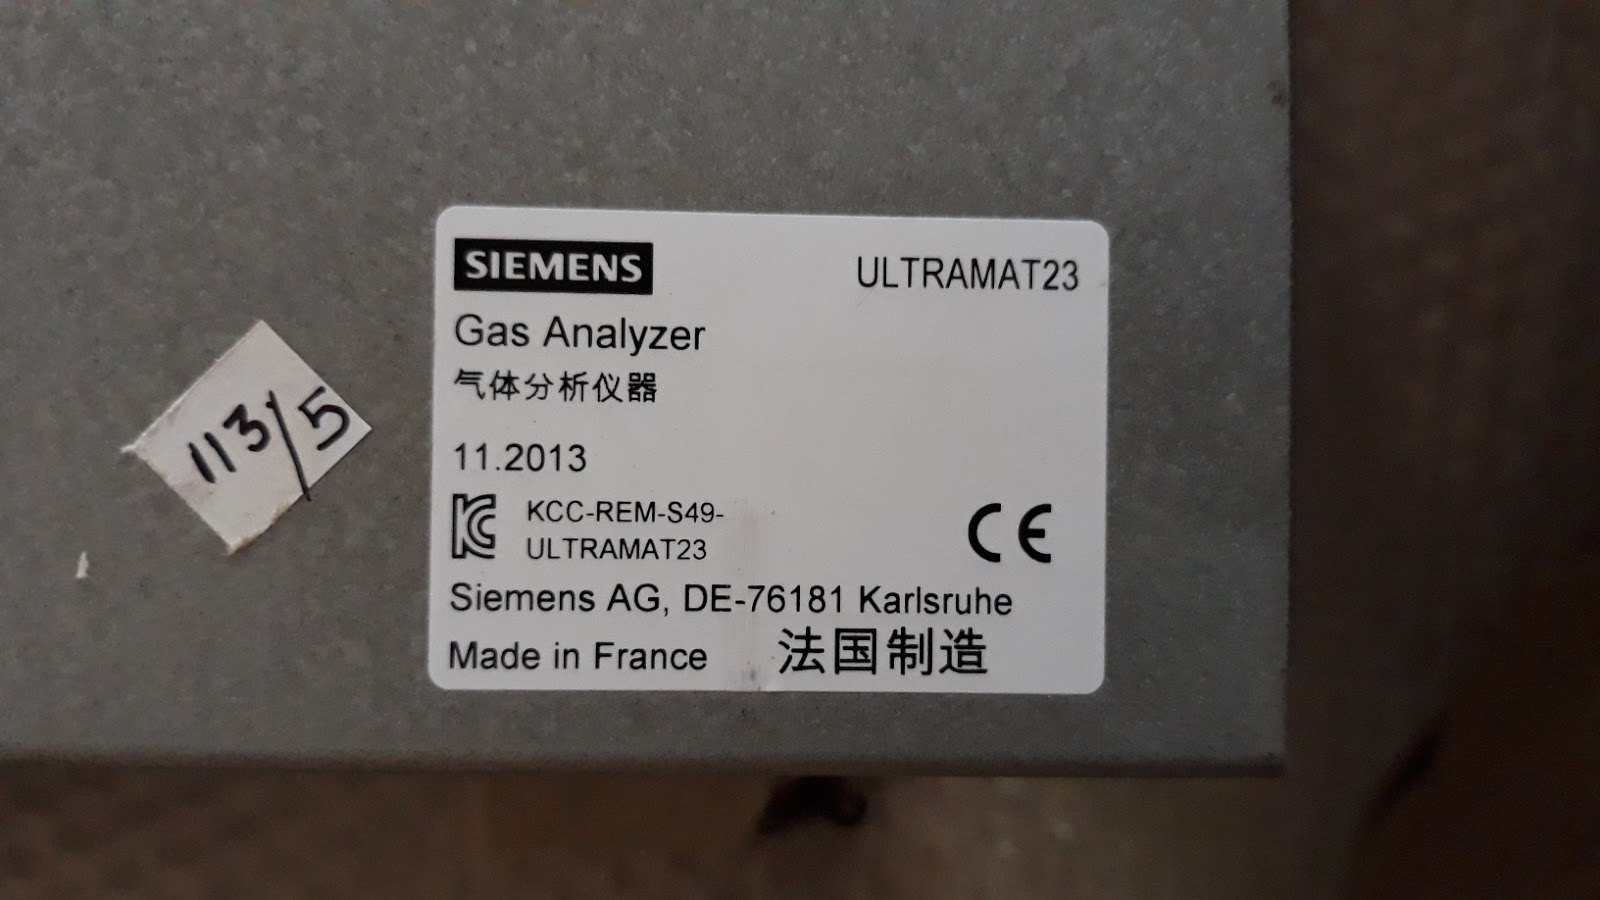 SIEMENS ULTRAMAT23
Gas Analyzer
气体分析仪器
11.2013
KCC-REM-S49-
ULTRAMAT23
CE
Siemens AG, DE-76181 Karlsruhe
Made in France 法国制造
113/5